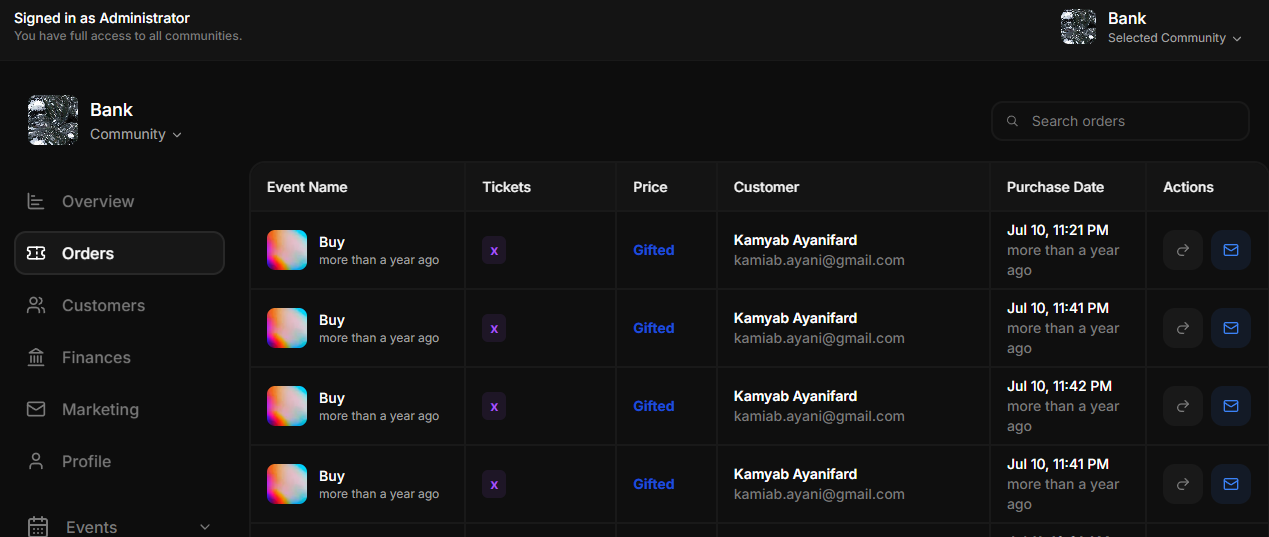 Signed in as Administrator
You have full access to all communities.
Bank
Selected Community
Bank
Community
Search orders
Overview
Orders
Customers
Finances
Marketing
Profile
Events
Event Name Tickets Price Customer Purchase Date Actions
Buy
more than a year ago
x
Gifted
Kamyab Ayanifard
kamiab.ayani@gmail.com
Jul 10, 11:21 PM
more than a year
ago
Buy
more than a year ago
x
Gifted
Kamyab Ayanifard
kamiab.ayani@gmail.com
Jul 10, 11:41 PM
more than a year
ago
Buy
more than a year ago
x
Gifted
Kamyab Ayanifard
kamiab.ayani@gmail.com
Jul 10, 11:42 PM
more than a year
ago
Buy
more than a year ago
x
Gifted
Kamyab Ayanifard
kamiab.ayani@gmail.com
Jul 10, 11:41 PM
more than a year
ago